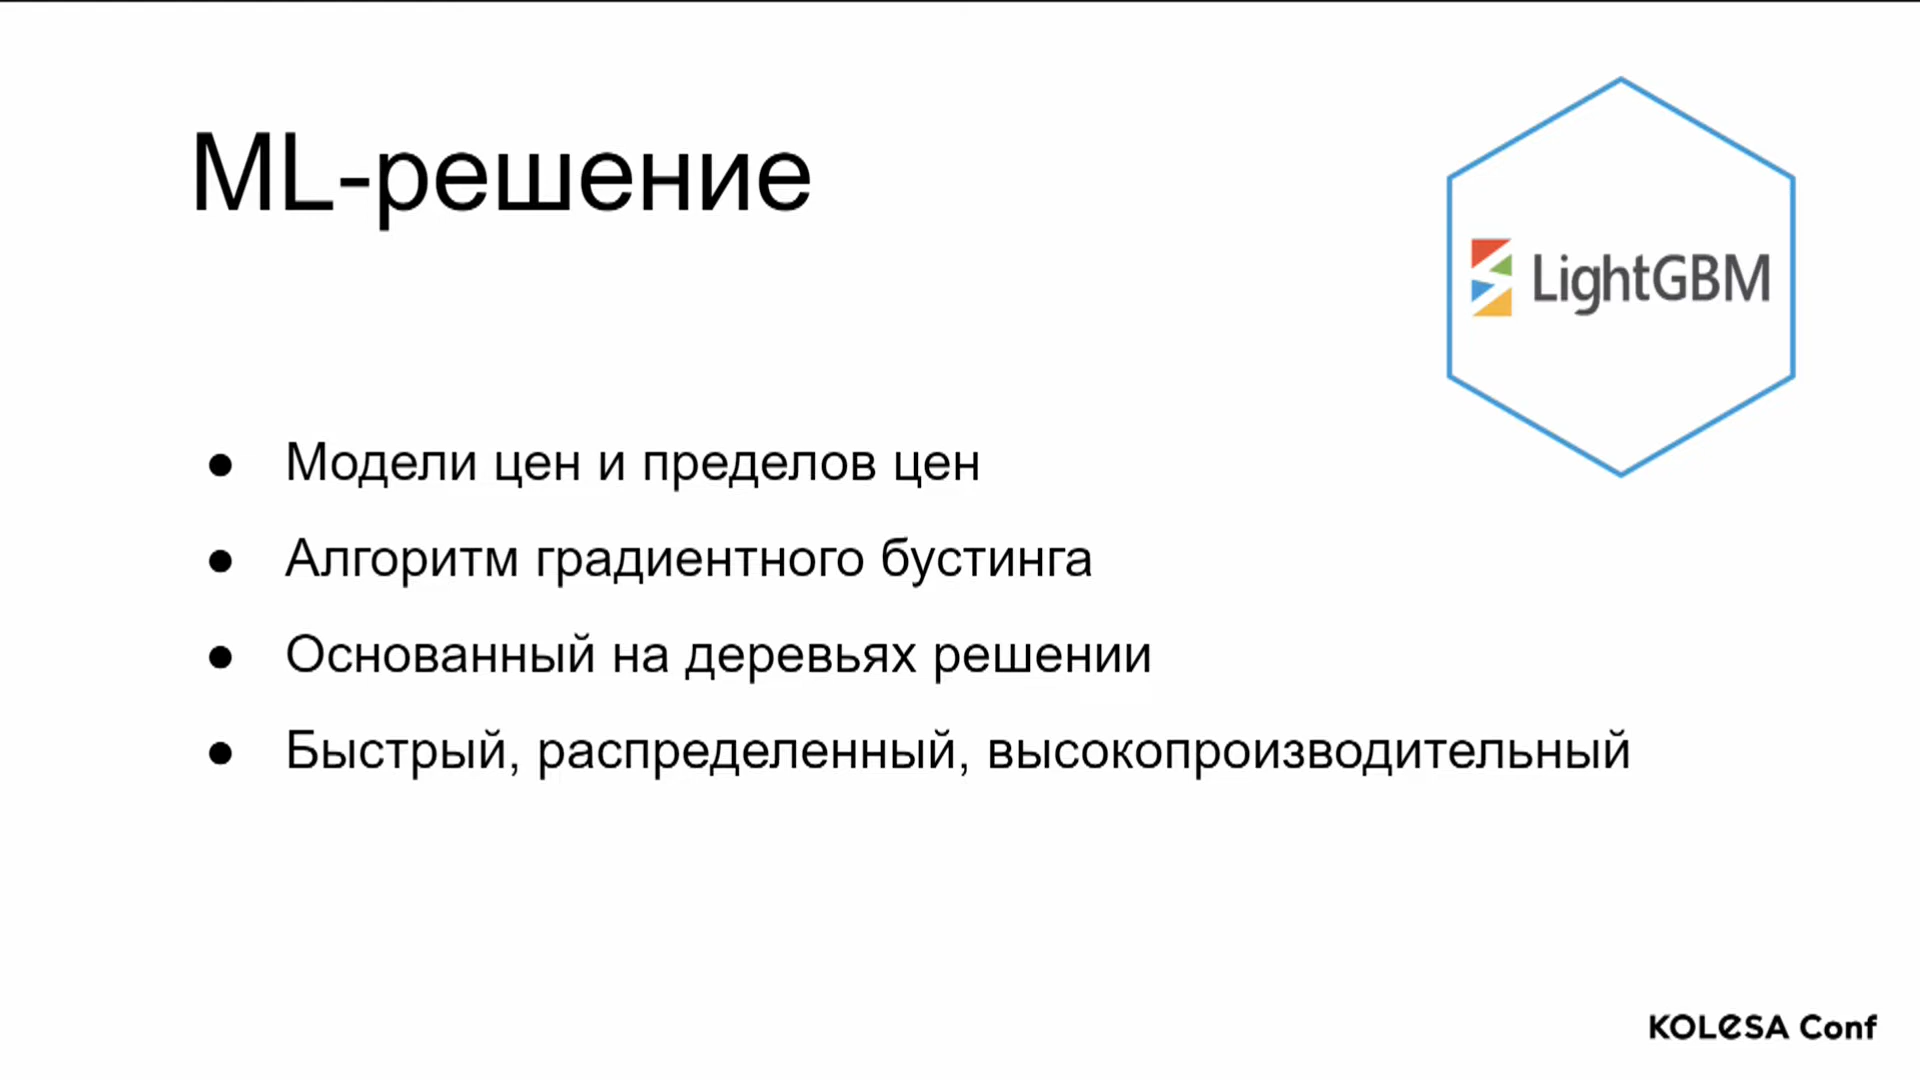 ML-решение
LightGBM
● Модели цен и пределов цен
● Алгоритм градиентного бустинга
● Основанный на деревьях решении
● Быстрый, распределенный, высокопроизводительный
KOLESA Conf